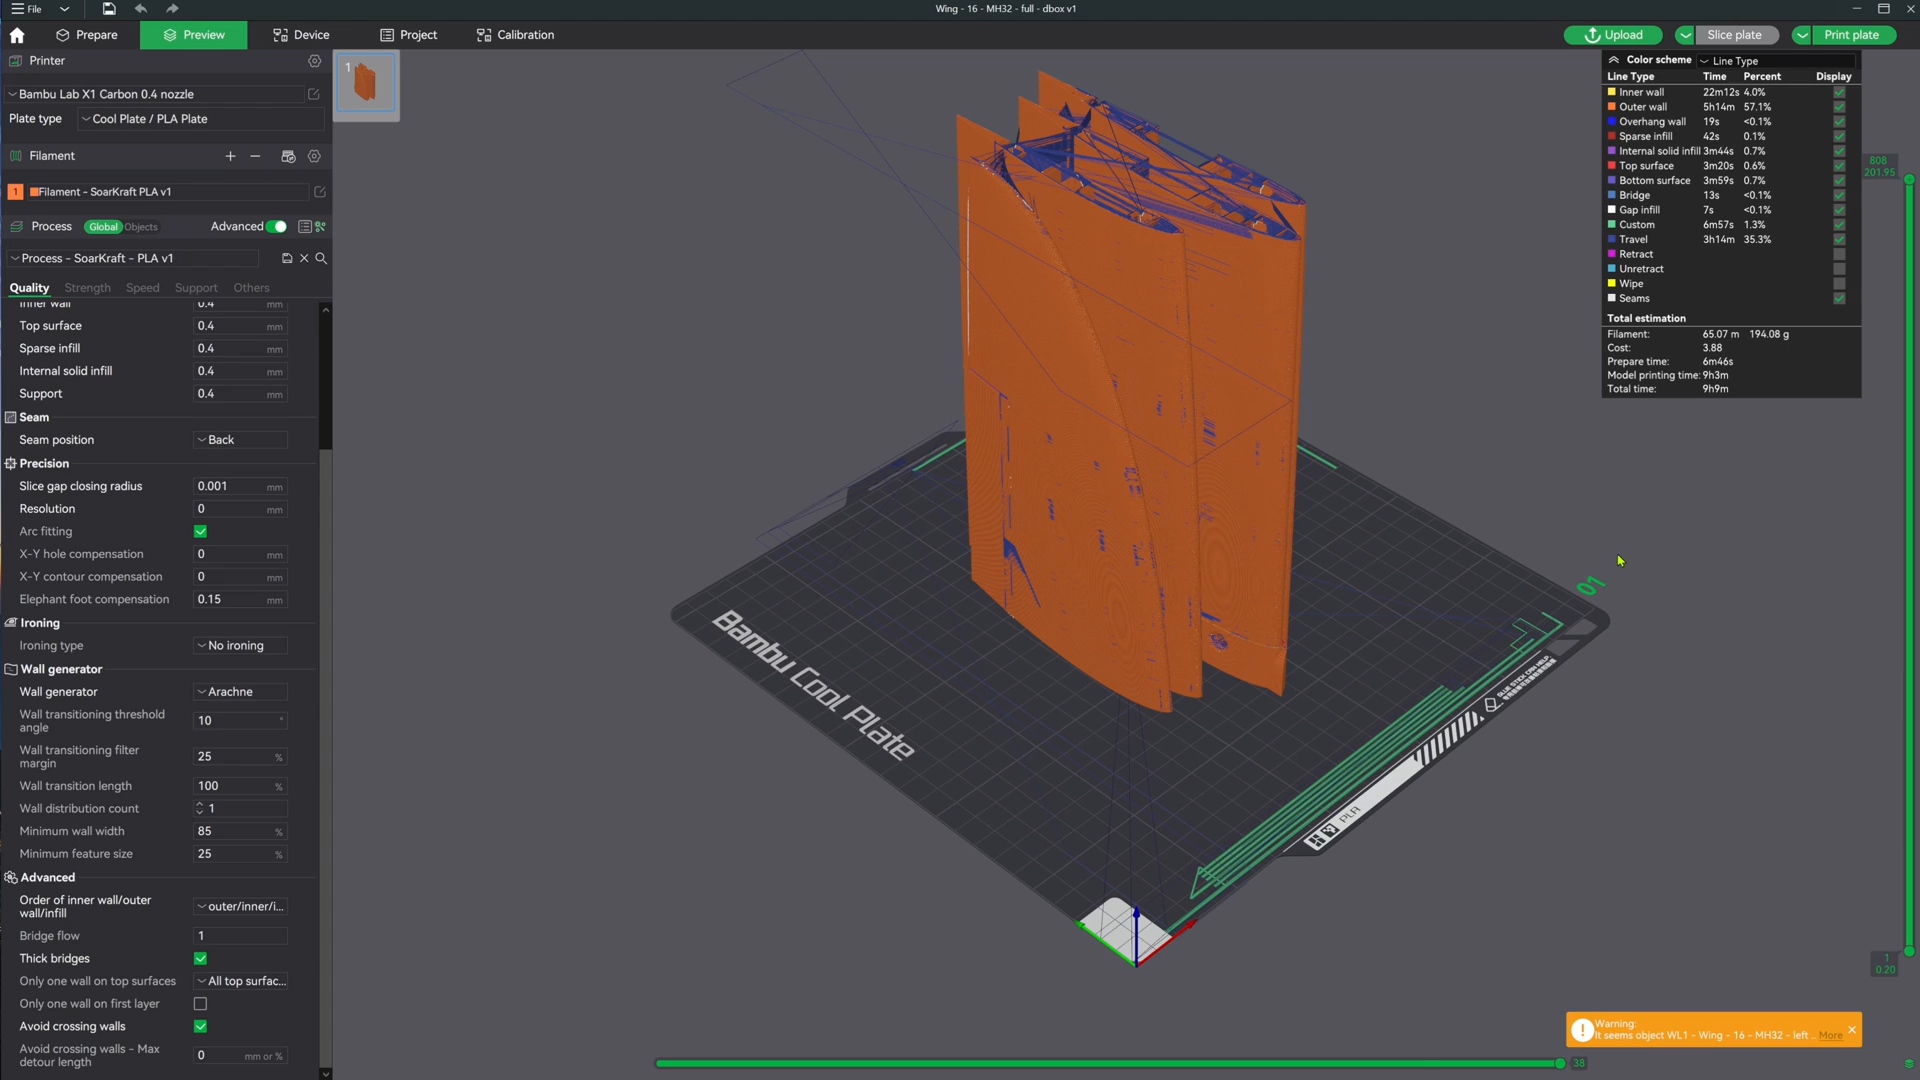 File
Wing - 16 - MH32 - full - dbox v1
Prepare
Preview
Device
Project
Calibration
Upload
Slice plate
Print plate
Printer
Bambu Lab X1 Carbon 0.4 nozzle
Plate type
Cool Plate / PLA Plate
Filament
1
Filament - SoarKraft PLA v1
Process
Global
Objects
Advanced
Process - SoarKraft - PLA v1
Quality
Strength
Speed
Support
Others
Inner wall 0.4 mm
Top surface 0.4 mm
Sparse infill 0.4 mm
Internal solid infill 0.4 mm
Support 0.4 mm
Seam
Seam position Back
Precision
Slice gap closing radius 0.001 mm
Resolution 0 mm
Arc fitting
X-Y hole compensation 0 mm
X-Y contour compensation 0 mm
Elephant foot compensation 0.15 mm
Ironing
Ironing type No ironing
Wall generator
Wall generator Arachne
Wall transitioning threshold
angle
10 °
Wall transitioning filter
margin
25 %
Wall transition length 100 %
Wall distribution count 1
Minimum wall width 85 %
Minimum feature size 25 %
Advanced
Order of inner wall/outer
wall/infill
outer/inner/i...
Bridge flow 1
Thick bridges
Only one wall on top surfaces All top surfac...
Only one wall on first layer
Avoid crossing walls
Avoid crossing walls - Max
detour length
0 mm or %
1
Color scheme Line Type
Line Type Time Percent Display
Inner wall 22m12s 4.0%
Outer wall 5h14m 57.1%
Overhang wall 19s <0.1%
Sparse infill 42s 0.1%
Internal solid infill 3m44s 0.7%
Top surface 3m20s 0.6%
Bottom surface 3m59s 0.7%
Bridge 13s <0.1%
Gap infill 7s <0.1%
Custom 6m57s 1.3%
Travel 3h14m 35.3%
Retract
Unretract
Wipe
Seams
Total estimation
Filament: 65.07 m 194.08 g
Cost: 3.88
Prepare time: 6m46s
Model printing time: 9h3m
Total time: 9h9m
808
201.95
01
Bambu Cool Plate
GLUE STICK CAN HELP
PLA
1
0.20
Warning:
It seems object WL1 - Wing - 16 - MH32 - left .. More
38